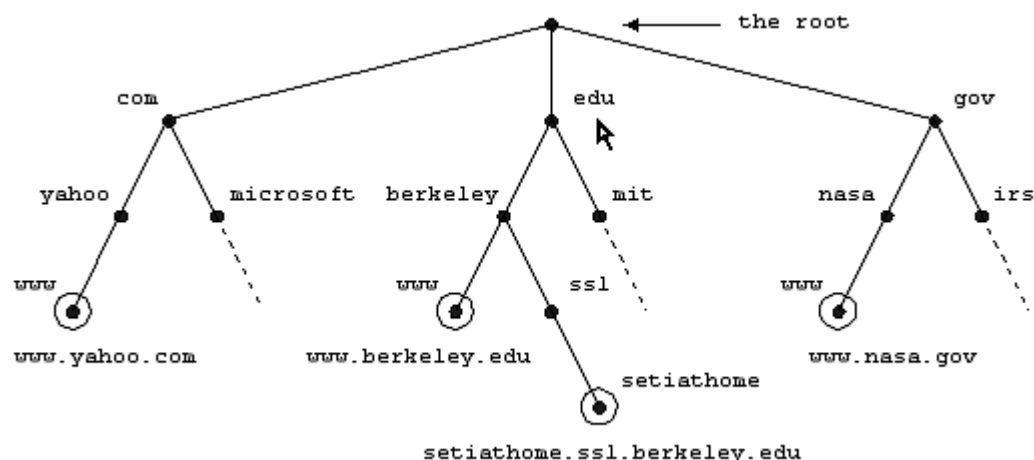 the root
com
edu
gov
yahoo
microsoft
berkeley
mit
nasa
irs
www
www
ssl
www
www.yahoo.com
www.berkeley.edu
www.nasa.gov
setiathome
setiathome.ssl.berkeley.edu